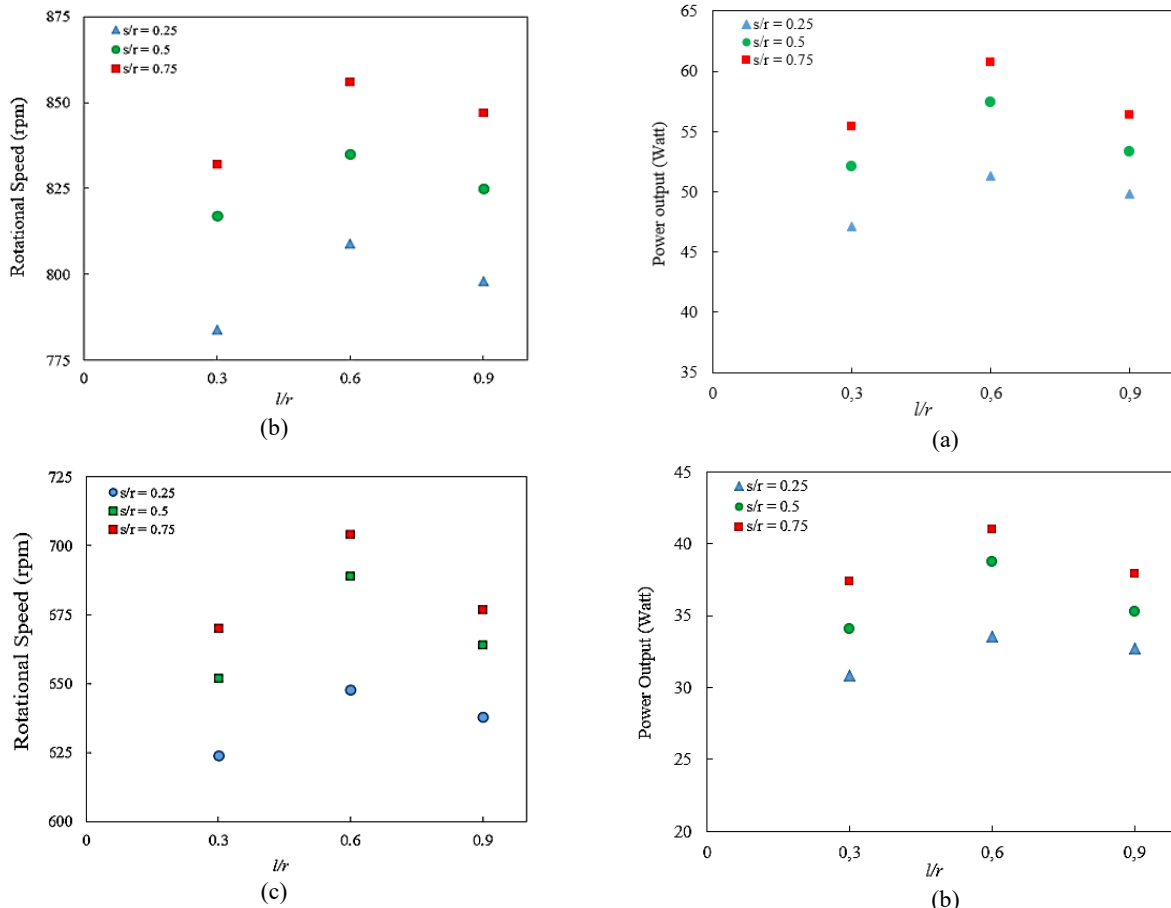 875
850
825
800
775
0
0.3
0.6
0.9
Rotational Speed (rpm)
l/r
s/r = 0.25
s/r = 0.5
s/r = 0.75
(b)
65
60
55
50
45
40
35
0
0,3
0,6
0,9
Power output (Watt)
l/r
s/r = 0.25
s/r = 0.5
s/r = 0.75
(a)
725
700
675
650
625
600
0
0.3
0.6
0.9
Rotational Speed (rpm)
l/r
s/r = 0.25
s/r = 0.5
s/r = 0.75
(c)
45
40
35
30
25
20
0
0,3
0,6
0,9
Power Output (Watt)
l/r
s/r = 0.25
s/r = 0.5
s/r = 0.75
(b)